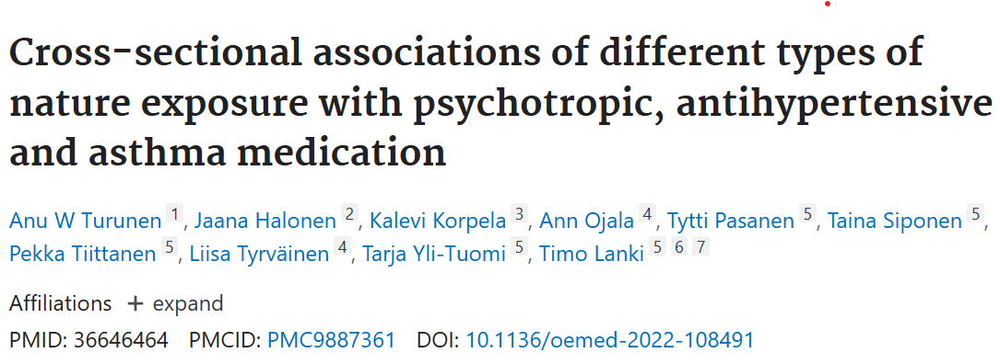 Cross-sectional associations of different types of
nature exposure with psychotropic, antihypertensive
and asthma medication
Anu W Turunen 1, Jaana Halonen 2, Kalevi Korpela 3, Ann Ojala 4, Tytti Pasanen 5, Taina Siponen 5,
Pekka Tiittanen 5, Liisa Tyrväinen 4, Tarja Yli-Tuomi 5, Timo Lanki 5 6 7
Affiliations + expand
PMID: 36646464 PMCID: PMC9887361 DOI: 10.1136/oemed-2022-108491